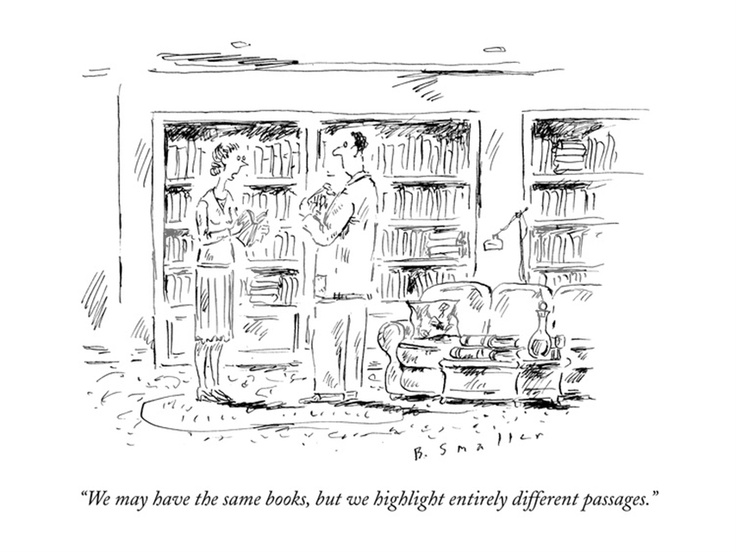 B. Smaller
“We may have the same books, but we highlight entirely different passages.”